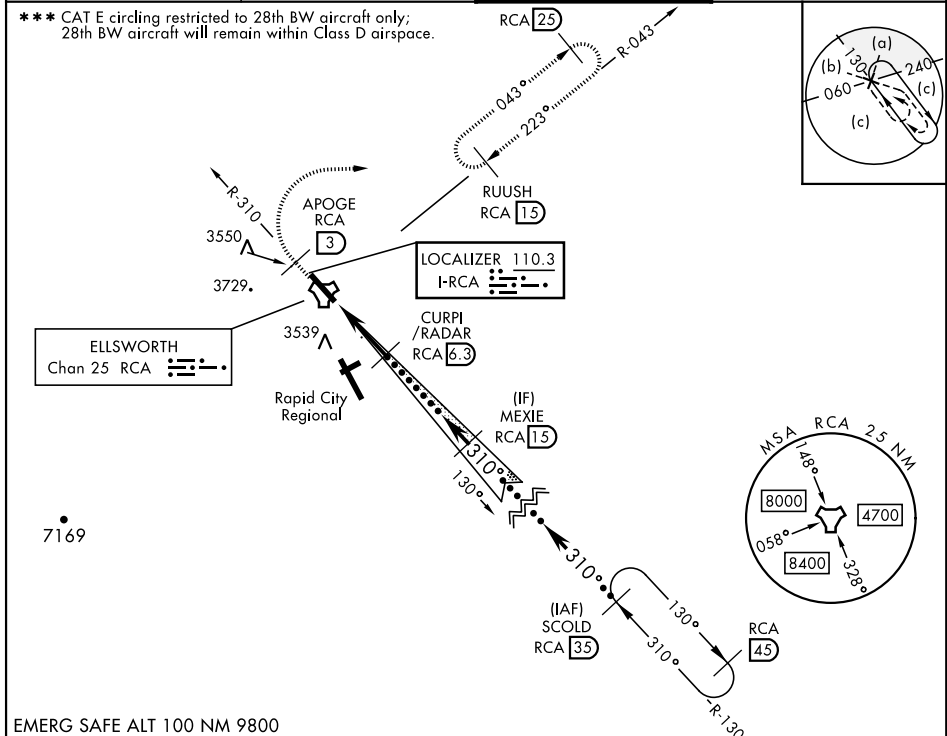 *** CAT E circling restricted to 28th BW aircraft only;
28th BW aircraft will remain within Class D airspace.
RCA 25
R-043
043°
223°
RUUSH
RCA 15
(a)
130
(b)
240
060
(c)
(c)
R-310
APOGE
RCA
3
3550
3729.
LOCALIZER 110.3
I-RCA
3539
ELLSWORTH
Chan 25 RCA
CURPI
/RADAR
RCA 6.3
Rapid City
Regional
(IF)
MEXIE
RCA 15
310°
130°
MSA RCA 25 NM
148°
8000
4700
058°
8400
328°
7169
310°
(IAF)
SCOLD
RCA 35
130°
310°
RCA
45
R-130
EMERG SAFE ALT 100 NM 9800